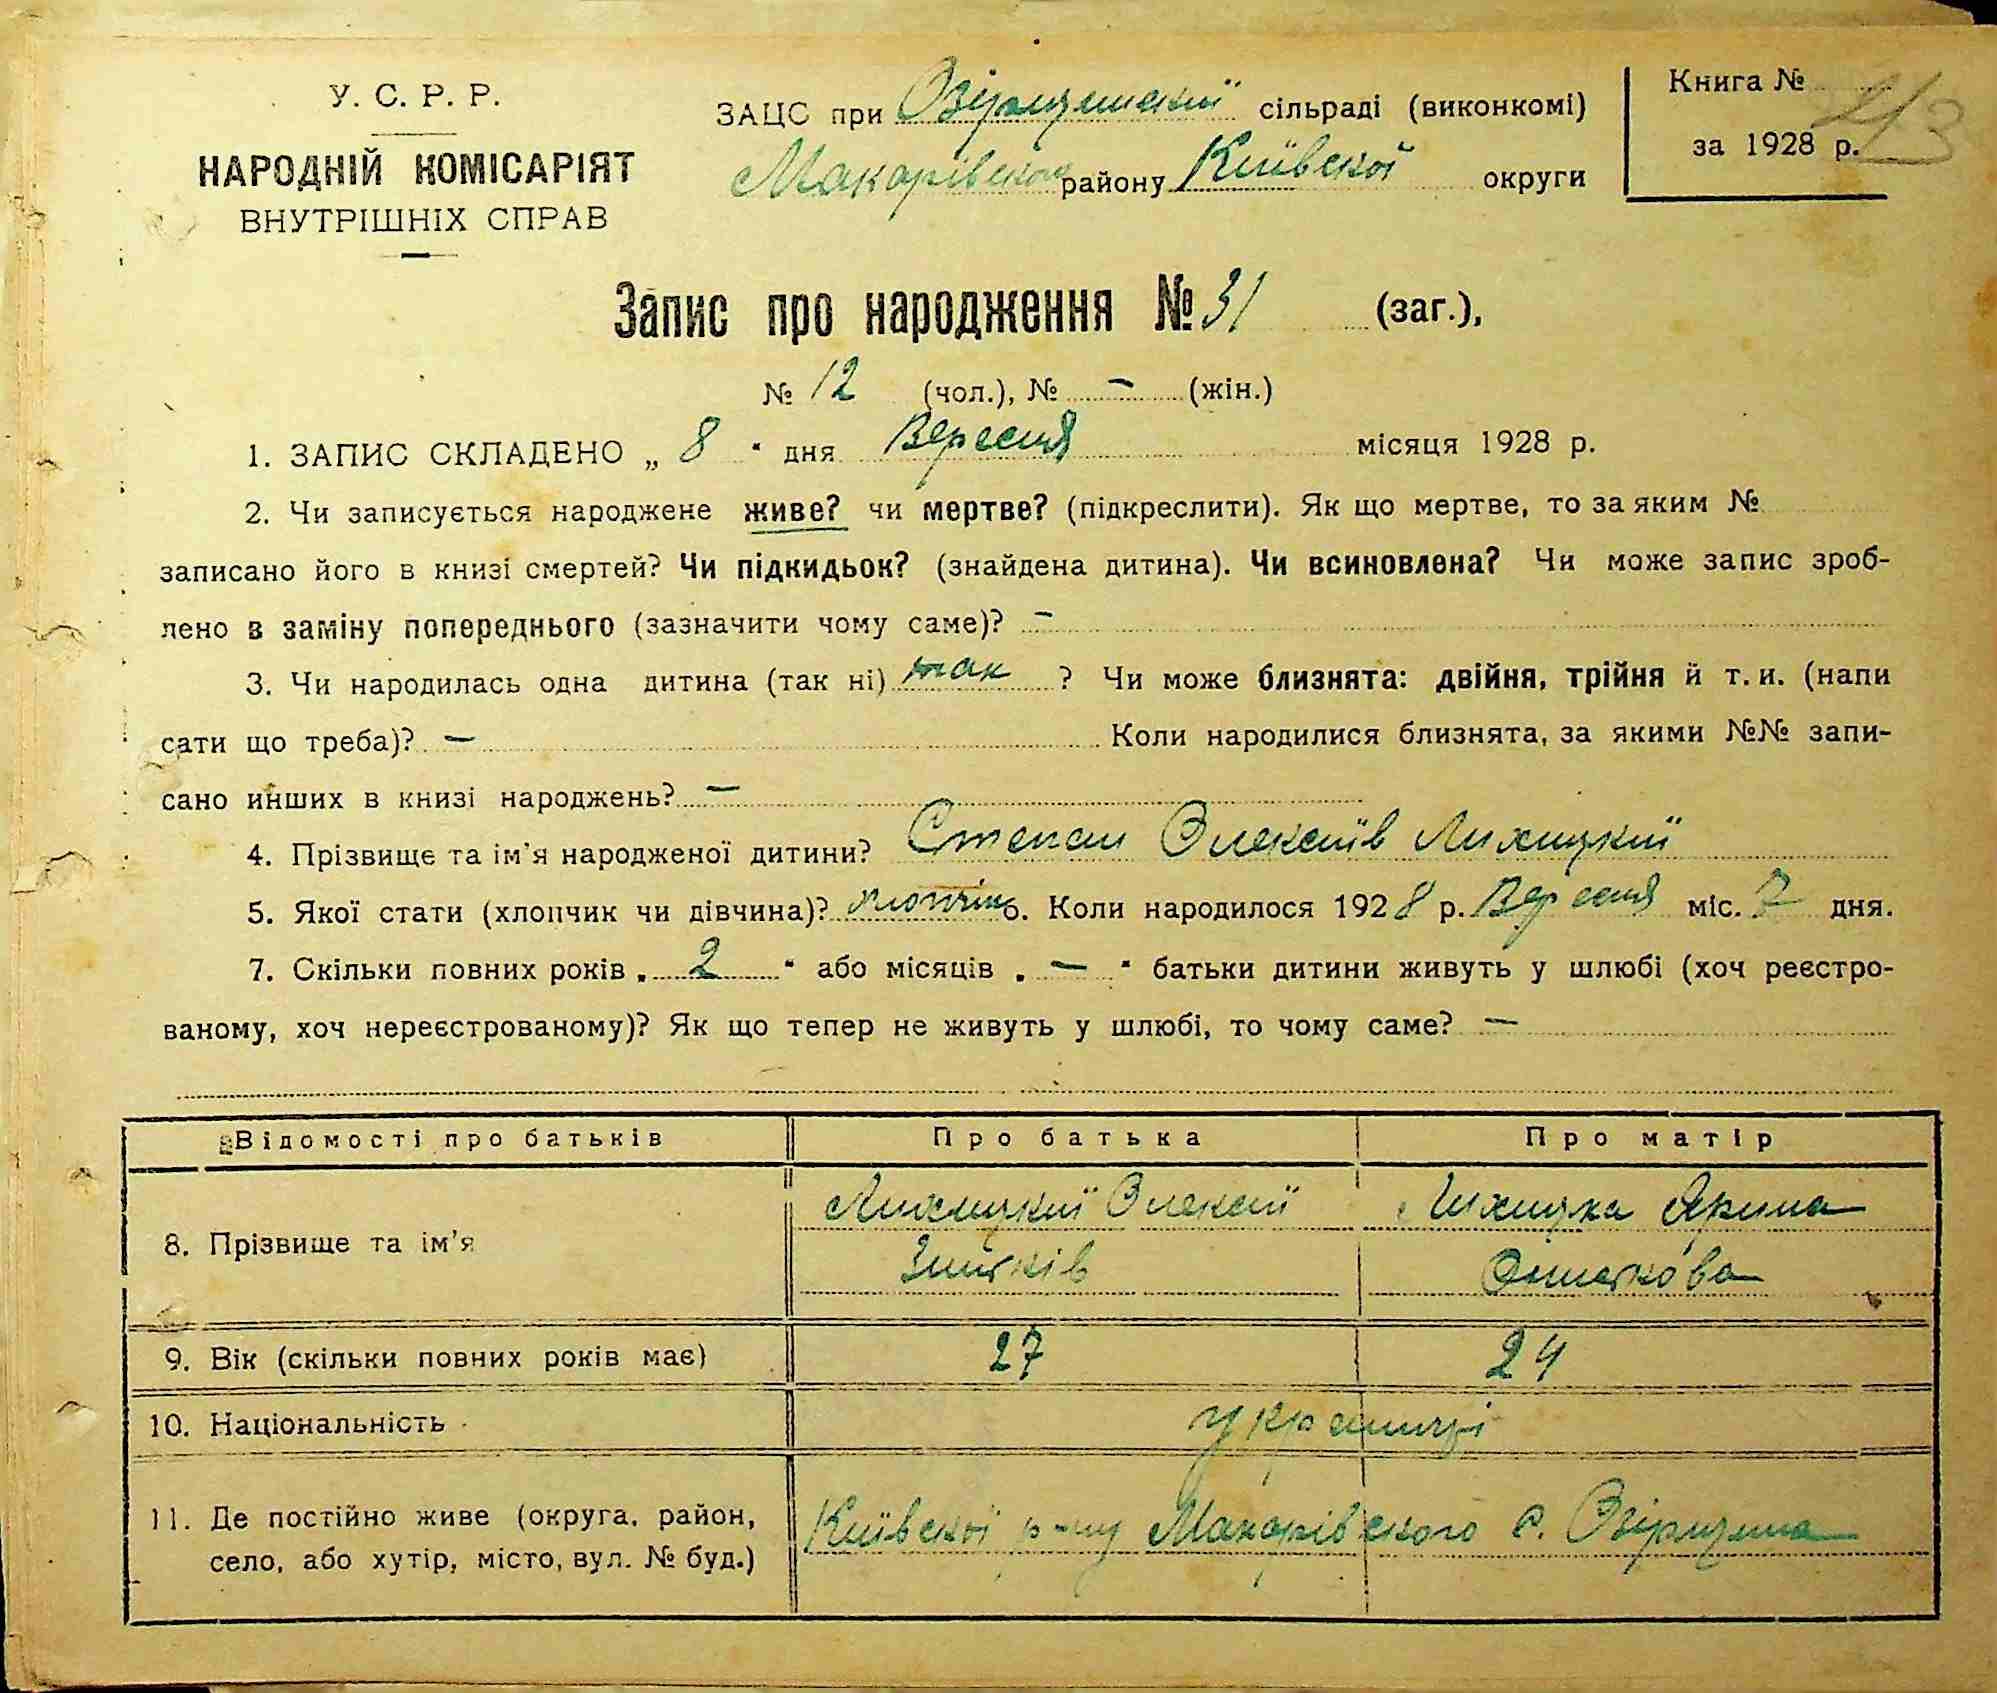 У. С. Р. Р.
НАРОДНІЙ КОМІСАРІЯТ
ВНУТРІШНІХ СПРАВ
ЗАЦС при сільраді (виконкомі)
Макарівского району Київскої округи
Книга №
за 1928 р.
43
Запис про народження № 31 (заг.),
№ 12 (чол.), № — (жін.)
1. ЗАПИС СКЛАДЕНО „ 8 “ дня Вересня місяця 1928 р.
2. Чи записується народжене живе? чи мертве? (підкреслити). Як що мертве, то за яким №
записано його в книзі смертей? Чи підкидьок? (знайдена дитина). Чи всиновлена? Чи може запис зроб-
лено в заміну попереднього (зазначити чому саме)? —
3. Чи народилась одна дитина (так ні) так ? Чи може близнята: двійня, трійня й т. и. (напи
сати що треба)? — Коли народилися близнята, за якими №№ запи-
сано инших в книзі народжень? —
4. Прізвище та ім'я народженої дитини? Степан Олексіїв Лихицкий
5. Якої стати (хлопчик чи дівчина)? 6. Коли народилося 1928 р. Вересня міс. 7 дня.
7. Скільки повних років „ 2 “ або місяців „ — “ батьки дитини живуть у шлюбі (хоч реєстро-
ваному, хоч нереєстрованому)? Як що тепер не живуть у шлюбі, то чому саме? —
Відомості про батьків Про батька Про матір
8. Прізвище та ім'я
Лихицкий Олексій
Лихицка Ярина
9. Вік (скільки повних років має) 27 24
10. Національність українці
11. Де постійно живе (округа, район,
село, або хутір, місто, вул. № буд.)
Київскої р-ну Макарівского с.